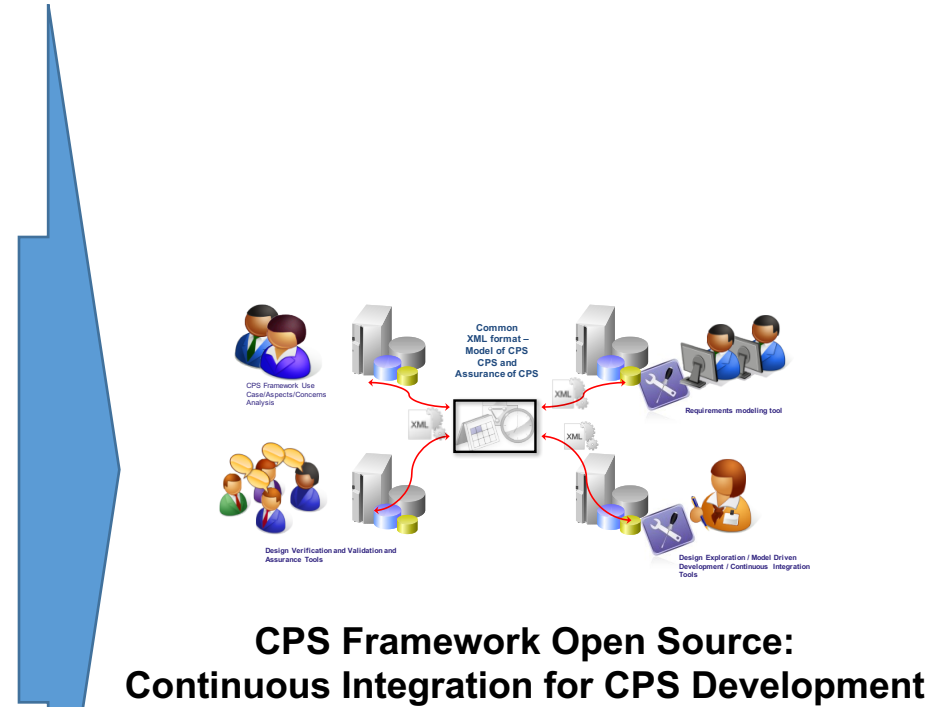 Common
XML format –
Model of CPS
CPS and
Assurance of CPS
CPS Framework Use
Case/Aspects/Concerns
Analysis
XML
XML
XML
Requirements modeling tool
Design Verification and Validation and
Assurance Tools
Design Exploration / Model Driven
Development / Continuous Integration
Tools
CPS Framework Open Source:
Continuous Integration for CPS Development